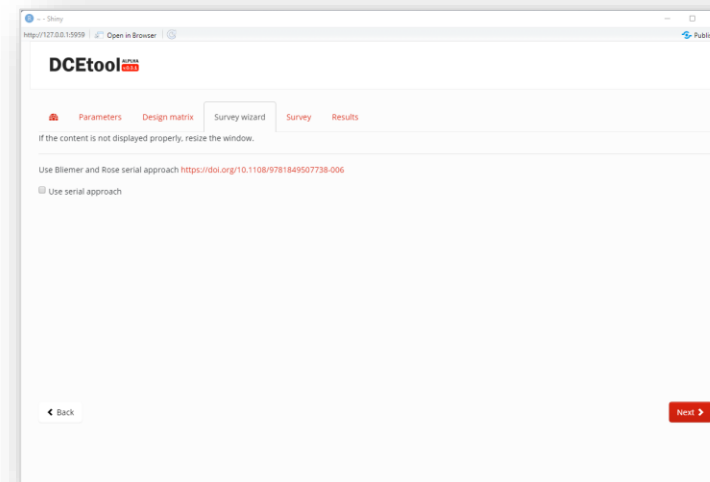 ~ - Shiny
http://127.0.0.1:5959 Open in Browser
DCEtool ALPHA
Parameters Design matrix Survey wizard Survey Results
If the content is not displayed properly, resize the window.
Use Bliemer and Rose serial approach https://doi.org/10.1108/9781849507738-006
Use serial approach
Back Next